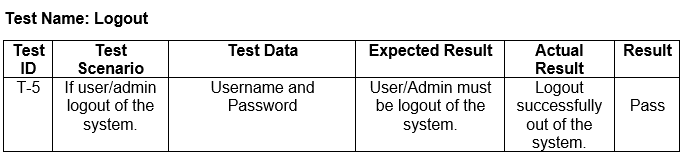 Test Name: Logout
Test ID
Test Scenario
Test Data
Expected Result
Actual Result
Result
T-5
If user/admin
logout of the
system.
Username and
Password
User/Admin must
be logout of the
system.
Logout
successfully
out of the
system.
Pass